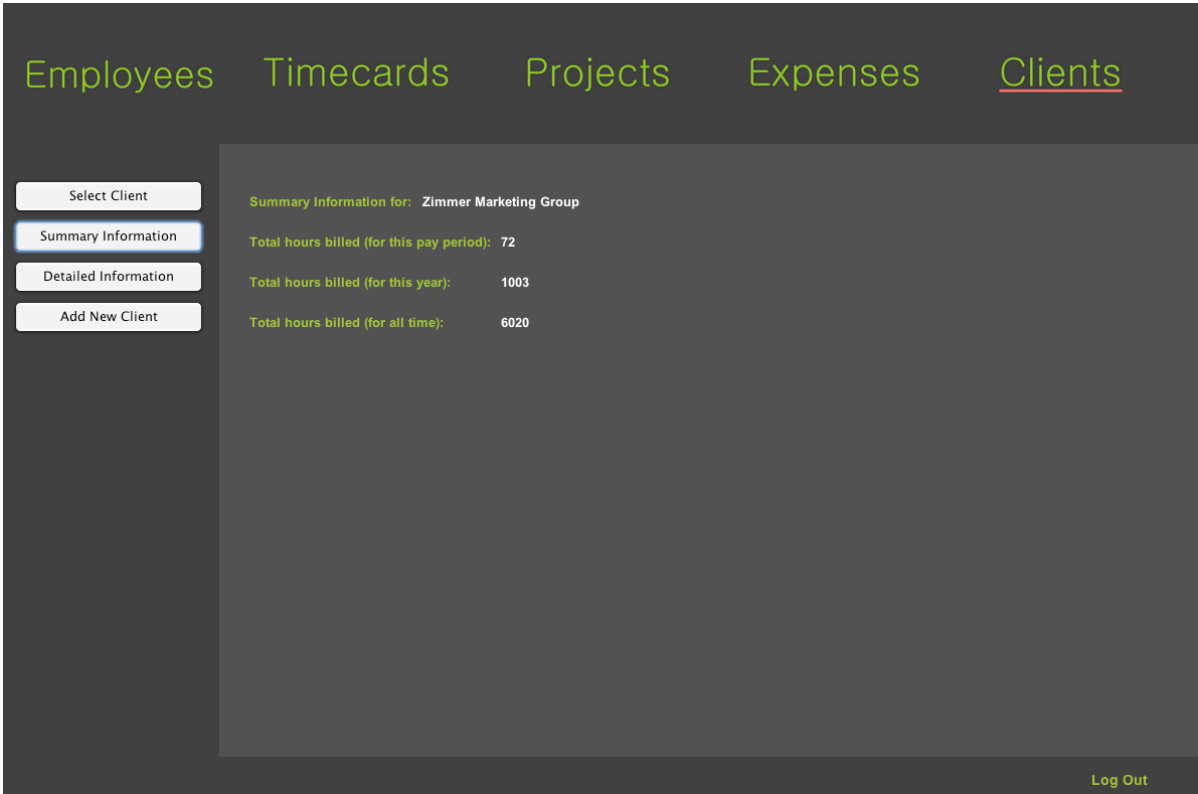 Employees Timecards Projects Expenses Clients
Select Client
Summary Information
Detailed Information
Add New Client
Summary Information for: Zimmer Marketing Group
Total hours billed (for this pay period): 72
Total hours billed (for this year): 1003
Total hours billed (for all time): 6020
Log Out